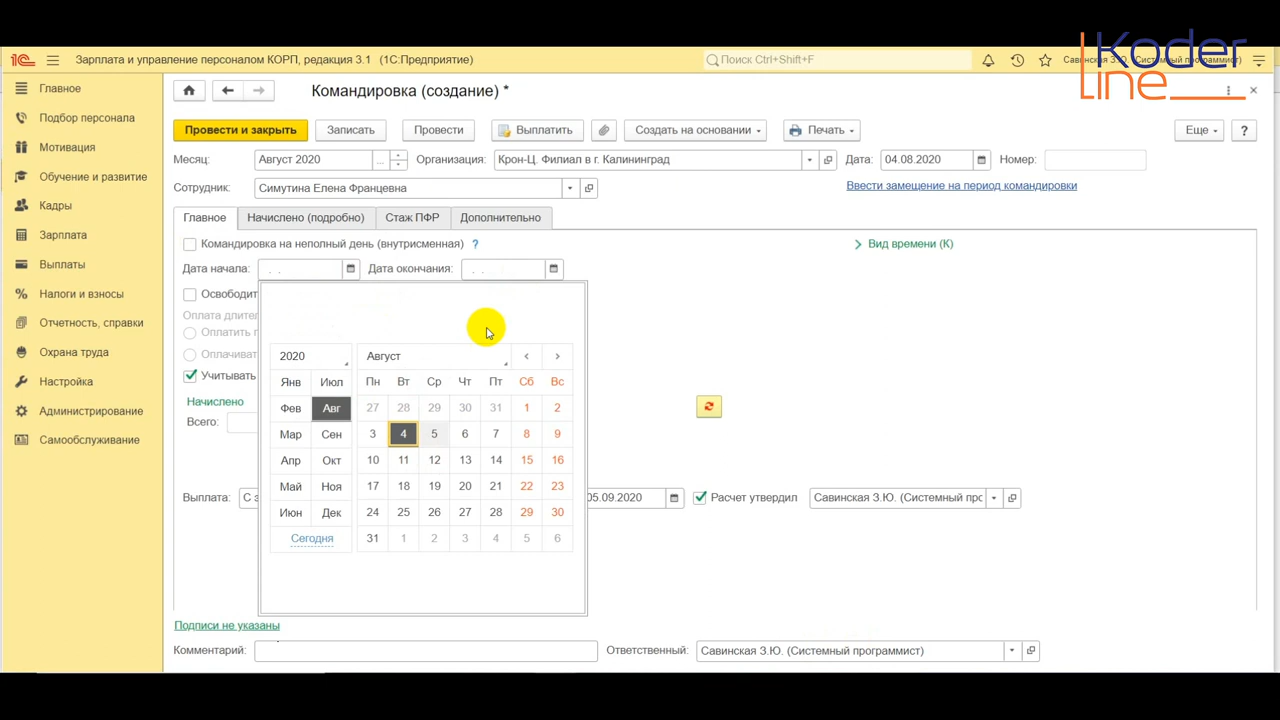 Koder
line
1С Зарплата и управление персоналом КОРП, редакция 3.1 (1С:Предприятие) Поиск Ctrl+Shift+F Савинская З.Ю. (Системный программист)
Главное
Подбор персонала
Мотивация
Обучение и развитие
Кадры
Зарплата
Выплаты
Налоги и взносы
Отчетность, справки
Охрана труда
Настройка
Администрирование
Самообслуживание
Командировка (создание) *
Провести и закрыть Записать Провести Выплатить Создать на основании Печать Еще ?
Месяц: Август 2020 ... Организация: Крон-Ц. Филиал в г. Калининград Дата: 04.08.2020 Номер:
Сотрудник: Симутина Елена Францевна Ввести замещение на период командировки
Главное Начислено (подробно) Стаж ПФР Дополнительно
Командировка на неполный день (внутрисменная) ? Вид времени (К)
Дата начала: . . Дата окончания: . .
Освободит
Оплата длите
Оплатить
Оплачиват
Учитывать
Начислено
Всего:
2020 Август
Янв Июл Пн Вт Ср Чт Пт Сб Вс
Фев Авг 27 28 29 30 31 1 2
Мар Сен 3 4 5 6 7 8 9
Апр Окт 10 11 12 13 14 15 16
Май Ноя 17 18 19 20 21 22 23
Июн Дек 24 25 26 27 28 29 30
Сегодня 31 1 2 3 4 5 6
Выплата: С 05.09.2020 Расчет утвердил Савинская З.Ю. (Системный прс
Подписи не указаны
Комментарий: Ответственный: Савинская З.Ю. (Системный программист)